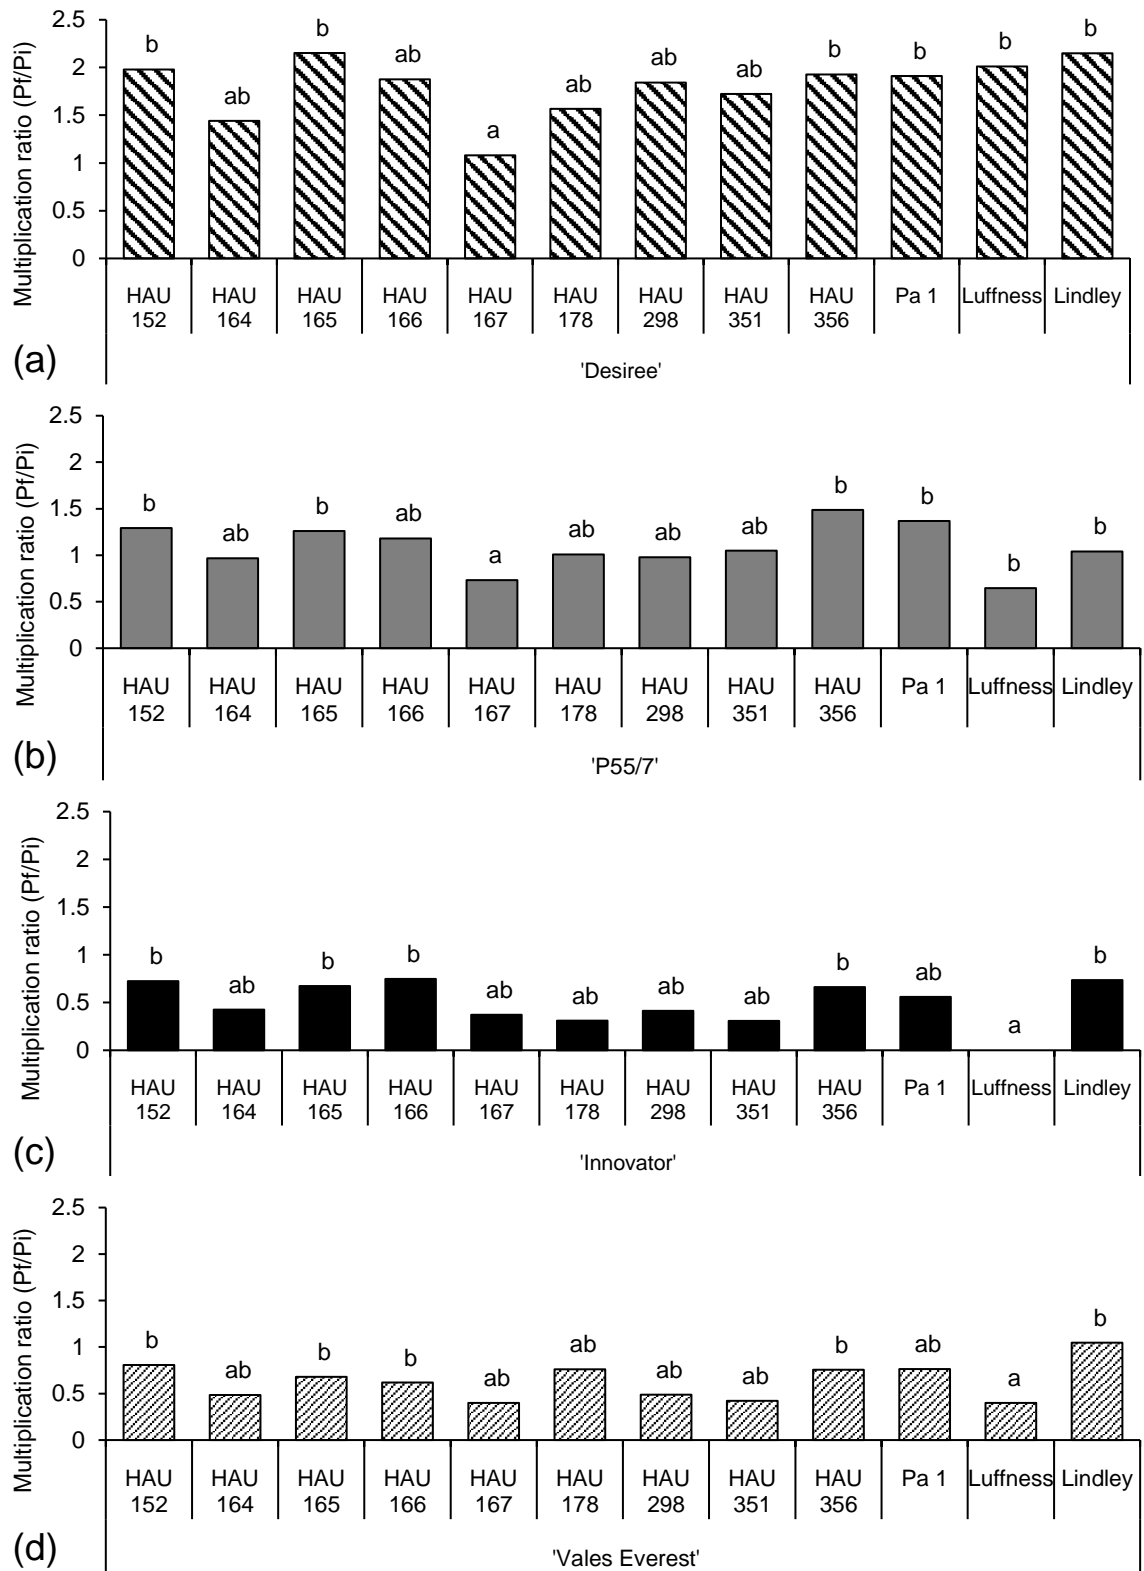 Multiplication ratio (Pf/Pi)
2.5
2
1.5
1
0.5
0
b ab b ab a ab ab ab b b b b
HAU HAU HAU HAU HAU HAU HAU HAU HAU Pa 1 Luffness Lindley
152 164 165 166 167 178 298 351 356
'Desiree'
(a)
Multiplication ratio (Pf/Pi)
2.5
2
1.5
1
0.5
0
b ab b ab a ab ab ab b b b b
HAU HAU HAU HAU HAU HAU HAU HAU HAU Pa 1 Luffness Lindley
152 164 165 166 167 178 298 351 356
'P55/7'
(b)
Multiplication ratio (Pf/Pi)
2.5
2
1.5
1
0.5
0
b ab b b ab ab ab ab b ab a b
HAU HAU HAU HAU HAU HAU HAU HAU HAU Pa 1 Luffness Lindley
152 164 165 166 167 178 298 351 356
'Innovator'
(c)
Multiplication ratio (Pf/Pi)
2.5
2
1.5
1
0.5
0
b ab b b ab ab ab ab b ab a b
HAU HAU HAU HAU HAU HAU HAU HAU HAU Pa 1 Luffness Lindley
152 164 165 166 167 178 298 351 356
'Vales Everest'
(d)